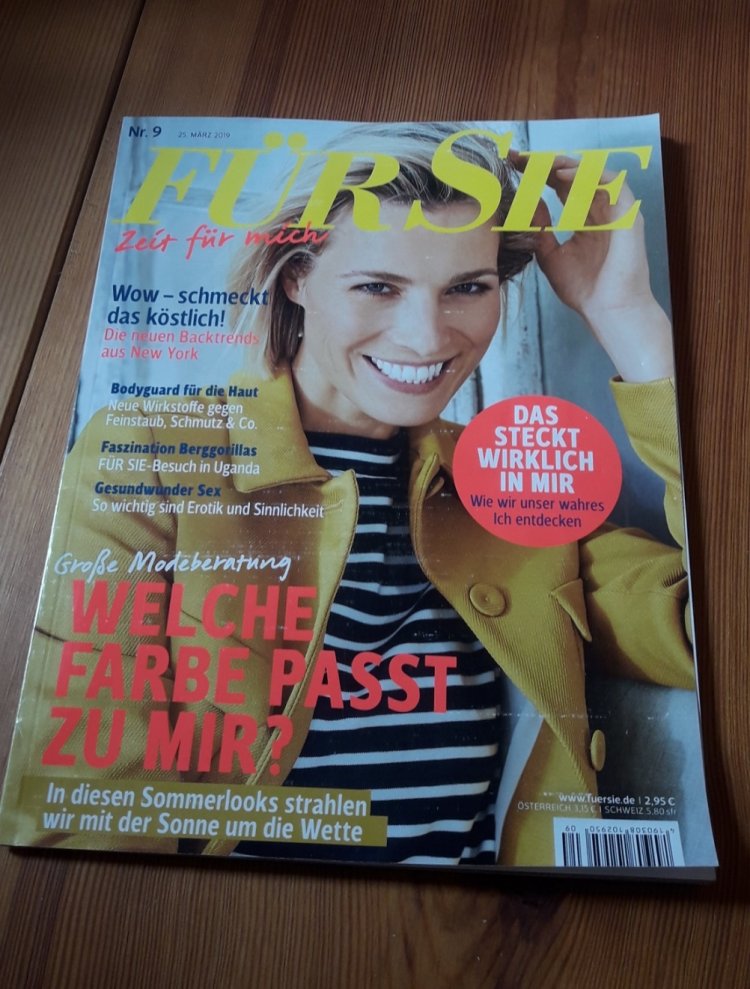 Nr. 9 25. MÄRZ 2019
FÜR SIE
Zeit für mich
Wow – schmeckt
das köstlich!
Die neuen Backtrends
aus New York
Bodyguard für die Haut
Neue Wirkstoffe gegen
Feinstaub, Schmutz & Co.
Faszination Berggorillas
FÜR SIE-Besuch in Uganda
Gesundwunder Sex
So wichtig sind Erotik und Sinnlichkeit
DAS
STECKT
WIRKLICH
IN MIR
Wie wir unser wahres
Ich entdecken
Große Modeberatung
WELCHE
FARBE PASST
ZU MIR?
In diesen Sommerlooks strahlen
wir mit der Sonne um die Wette
www.fuersie.de | 2,95 €
ÖSTERREICH 3,15 € | SCHWEIZ 5,80 sfr
4 190308 102950 09